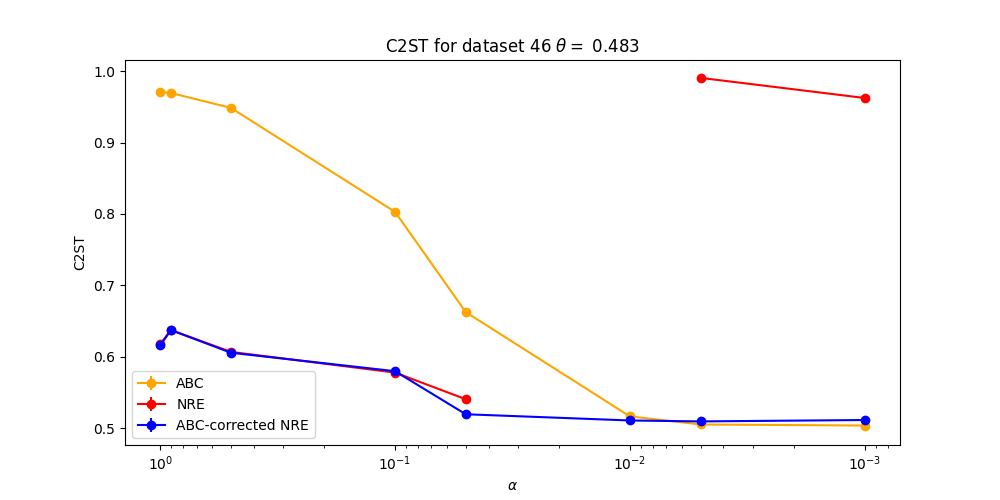 C2ST for dataset 46 θ = 0.483
C2ST
1.0
0.9
0.8
0.7
0.6
0.5
ABC
NRE
ABC-corrected NRE
10⁰ 10⁻¹ 10⁻² 10⁻³
α